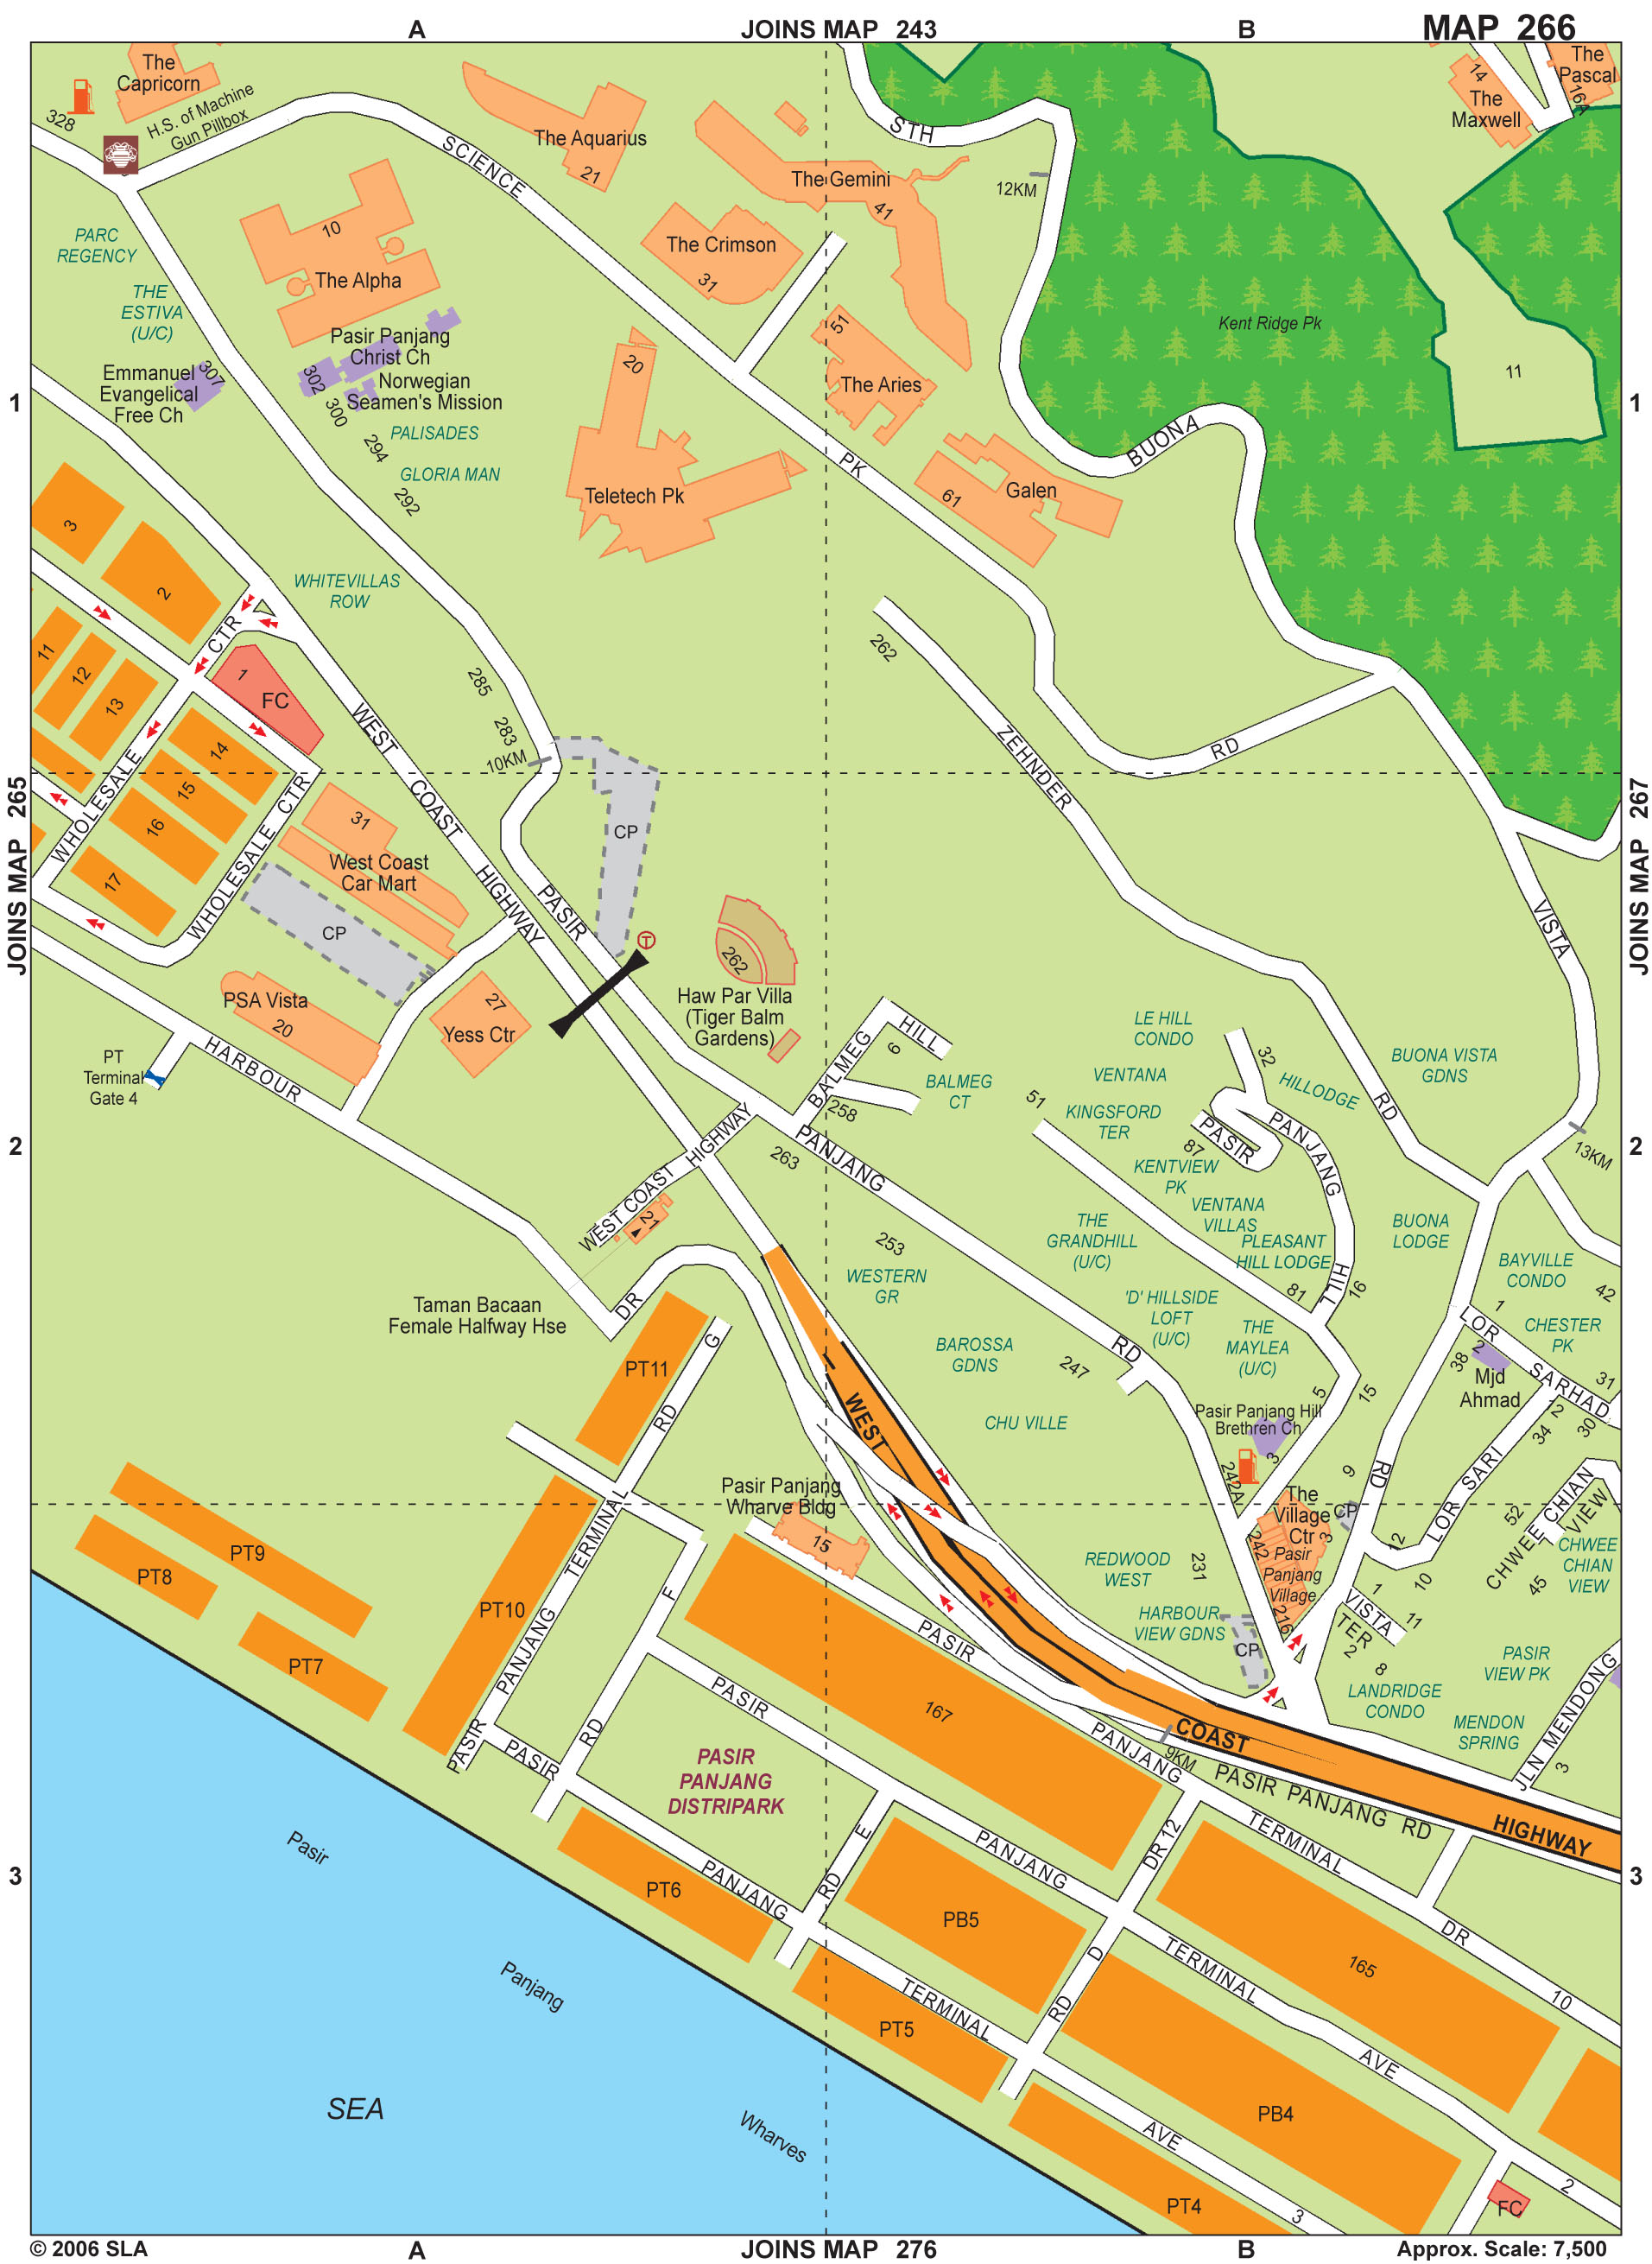 A
JOINS MAP 243
B
MAP 266
The
Capricorn
328
H.S. of Machine
Gun Pillbox
SCIENCE
The Aquarius
21
The Gemini
41
STH
12KM
14
The
Maxwell
The
Pascal
16A
PARC
REGENCY
THE
ESTIVA
(U/C)
10
The Alpha
The Crimson
31
Kent Ridge Pk
11
Pasir Panjang
Christ Ch
302
Norwegian
Seamen's Mission
300
Emmanuel
Evangelical
Free Ch
307
20
51
The Aries
1
1
PALISADES
294
GLORIA MAN
292
Teletech Pk
PK
BUONA
61
Galen
3
2
WHITEVILLAS
ROW
CTR
11
12
13
1
FC
262
285
283
10KM
WEST
COAST
HIGHWAY
ZEHNDER
RD
14
15
16
17
WHOLESALE
WHOLESALE CTR
JOINS MAP 265
JOINS MAP 267
31
West Coast
Car Mart
CP
CP
PASIR
T
262
Haw Par Villa
(Tiger Balm
Gardens)
VISTA
RD
PSA Vista
20
27
Yess Ctr
PT
Terminal
Gate 4
HARBOUR
BALMEG
HILL
6
BALMEG
CT
258
LE HILL
CONDO
VENTANA
32
HILLODGE
BUONA VISTA
GDNS
51
KINGSFORD
TER
87
PASIR
PANJANG
HILL
13KM
2
2
263
PANJANG
WEST COAST
HIGHWAY
21
KENTVIEW
PK
VENTANA
VILLAS
THE
GRANDHILL
(U/C)
PLEASANT
HILL LODGE
BUONA
LODGE
253
WESTERN
GR
81
16
BAYVILLE
CONDO
42
Taman Bacaan
Female Halfway Hse
DR
'D' HILLSIDE
LOFT
(U/C)
THE
MAYLEA
(U/C)
1
LOR
SARHAD
CHESTER
PK
31
BAROSSA
GDNS
247
RD
38
2
Mjd
Ahmad
PT11
G
RD
WEST
CHU VILLE
5
15
Pasir Panjang Hill
Brethren Ch
3
12
34
30
242A
9
RD
LOR SARI
Pasir Panjang
Wharve Bldg
15
The
Village
Ctr
3
CP
52
CHWEE CHIAN
VIEW
12
PT9
PT8
PT7
PT10
PASIR
PANJANG
TERMINAL
F
RD
242
Pasir
Panjang
Village
216
REDWOOD
WEST
231
HARBOUR
VIEW GDNS
CP
1
VISTA
TER
11
2
10
45
CHWEE
CHIAN
VIEW
8
LANDRIDGE
CONDO
PASIR
VIEW PK
MENDON
SPRING
JLN MENDONG
3
PASIR
PASIR
167
PASIR
PANJANG
COAST
9KM
PASIR PANJANG RD
HIGHWAY
PASIR
PANJANG
DISTRIPARK
E
RD
DR 12
TERMINAL
DR
10
3
3
Pasir
PT6
PANJANG
PANJANG
PB5
D
RD
TERMINAL
165
Panjang
PT5
TERMINAL
AVE
SEA
Wharves
PB4
AVE
3
2
PT4
FC
© 2006 SLA
A
JOINS MAP 276
B
Approx. Scale: 7,500